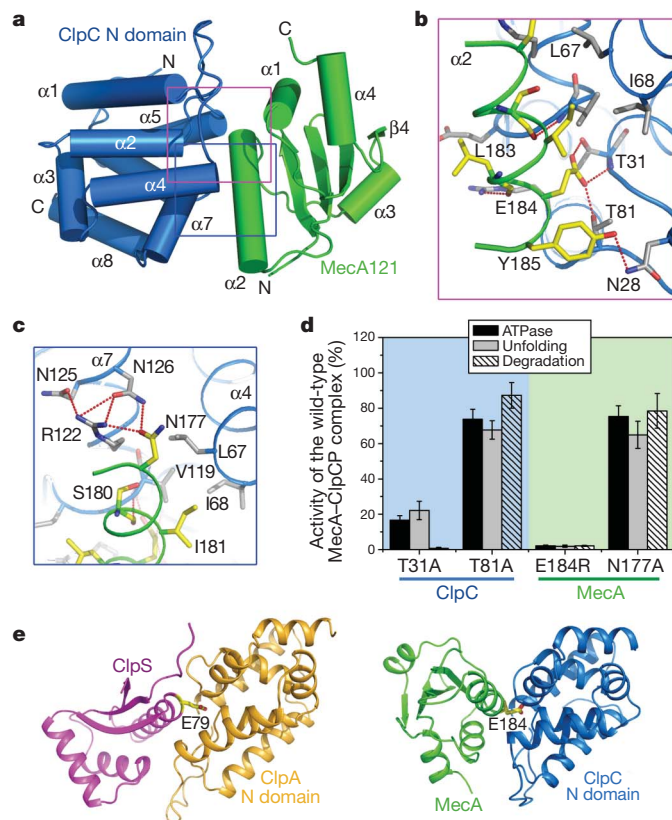 a
ClpC N domain
N
C
α1
α1
α5
α4
α2
β4
α3
α4
C
α7
α3
α8
α2
N
MecA121
b
α2
L67
I68
L183
T31
E184
T81
Y185
N28
c
α7
N126
N125
α4
N177
R122
L67
V119
S180
I68
I181
d
ATPase
Unfolding
Degradation
Activity of the wild-type
MecA–ClpCP complex (%)
120
100
80
60
40
20
0
T31A T81A E184R N177A
ClpC MecA
e
ClpS
E79
ClpA
N domain
E184
MecA
ClpC
N domain